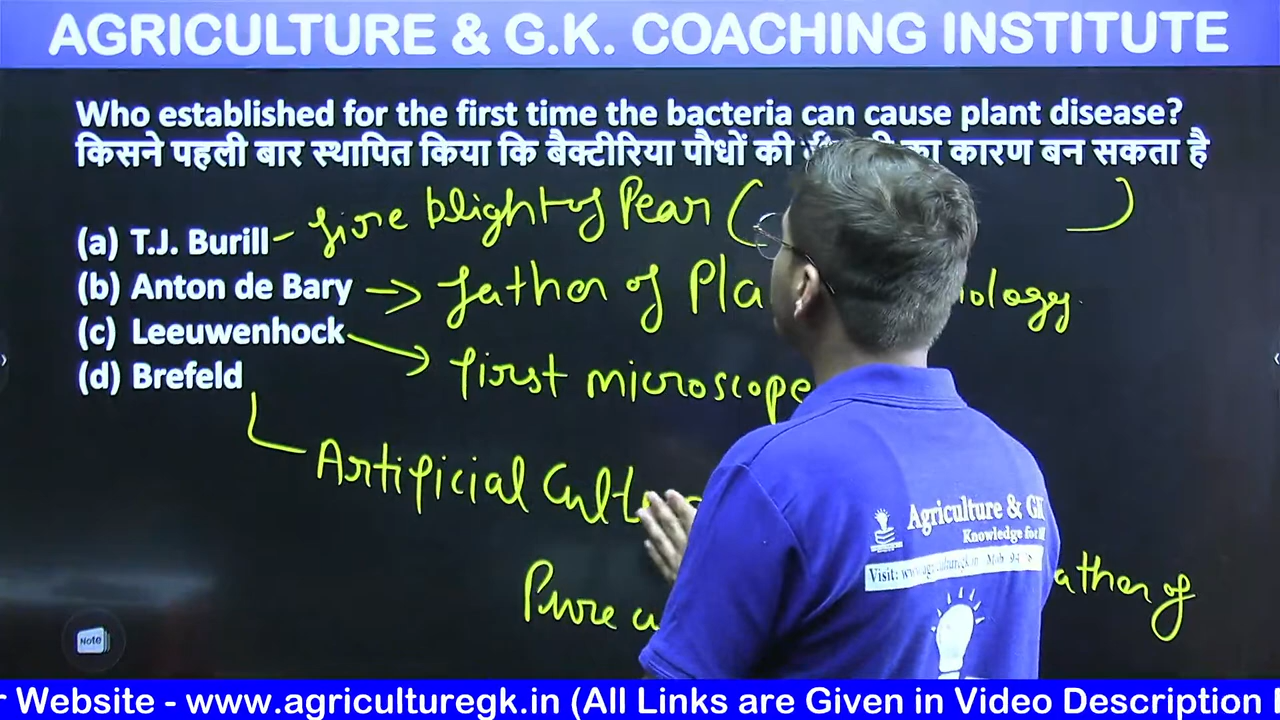 AGRICULTURE & G.K. COACHING INSTITUTE
Who established for the first time the bacteria can cause plant disease?
किसने पहली बार स्थापित किया कि बैक्टीरिया पौधों की का कारण बन सकता है
(a) T.J. Burill - fire blight of Pear ( )
(b) Anton de Bary → father of
(c) Leeuwenhock → first microscope
(d) Brefeld
Artificial
Pure
of
Agriculture & GK
Knowledge for
Visit:
Note
Website - www.agriculturegk.in (All Links are Given in Video Description